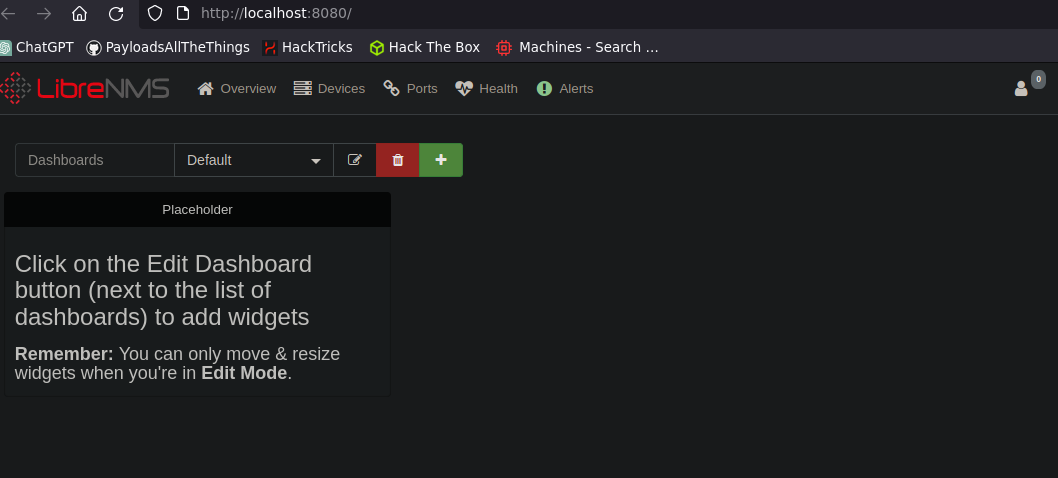 http://localhost:8080/
ChatGPT PayloadsAllTheThings HackTricks Hack The Box Machines - Search ...
LibreNMS Overview Devices Ports Health Alerts 0
Dashboards Default
Placeholder
Click on the Edit Dashboard
button (next to the list of
dashboards) to add widgets
Remember: You can only move & resize
widgets when you're in Edit Mode.